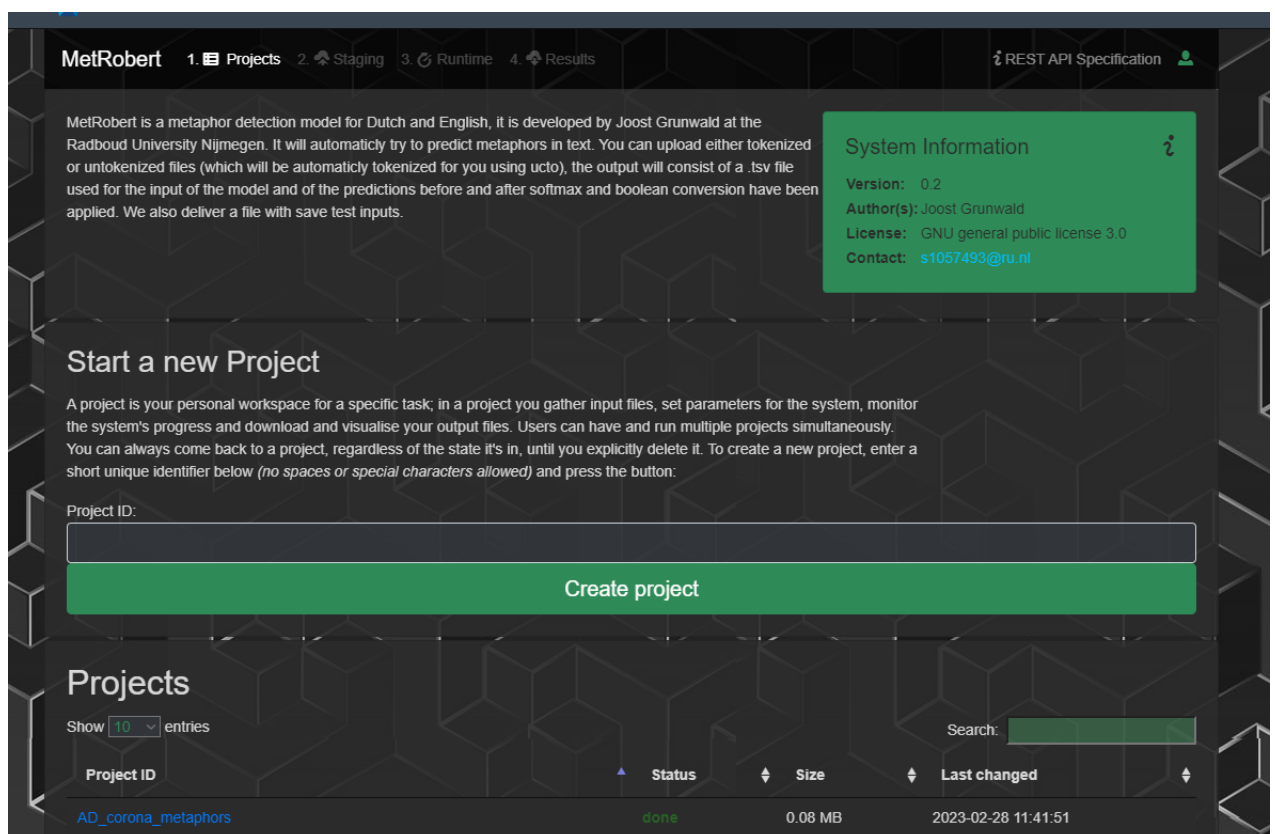 MetRobert 1. Projects 2. Staging 3. Runtime 4. Results REST API Specification
MetRobert is a metaphor detection model for Dutch and English, it is developed by Joost Grunwald at the
Radboud University Nijmegen. It will automaticly try to predict metaphors in text. You can upload either tokenized
or untokenized files (which will be automaticly tokenized for you using ucto), the output will consist of a .tsv file
used for the input of the model and of the predictions before and after softmax and boolean conversion have been
applied. We also deliver a file with save test inputs.
System Information
Version: 0.2
Author(s): Joost Grunwald
License: GNU general public license 3.0
Contact: s1057493@ru.nl
Start a new Project
A project is your personal workspace for a specific task; in a project you gather input files, set parameters for the system, monitor
the system's progress and download and visualise your output files. Users can have and run multiple projects simultaneously.
You can always come back to a project, regardless of the state it's in, until you explicitly delete it. To create a new project, enter a
short unique identifier below (no spaces or special characters allowed) and press the button:
Project ID:
Create project
Projects
Show 10 entries
Search:
Project ID Status Size Last changed
AD_corona_metaphors done 0.08 MB 2023-02-28 11:41:51